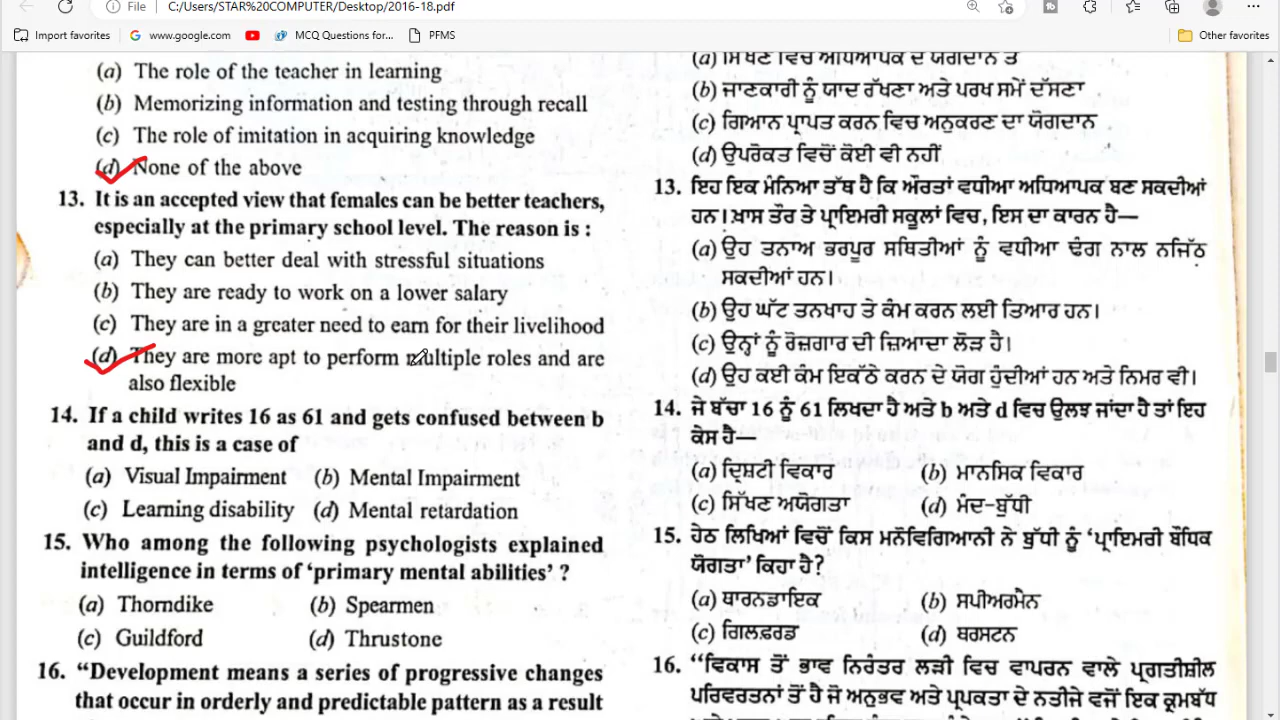 File
C:/Users/STAR%20COMPUTER/Desktop/2016-18.pdf
Import favorites
www.google.com
MCQ Questions for...
PFMS
Other favorites
(a) The role of the teacher in learning
(b) Memorizing information and testing through recall
(c) The role of imitation in acquiring knowledge
(d) None of the above
13. It is an accepted view that females can be better teachers,
especially at the primary school level. The reason is :
(a) They can better deal with stressful situations
(b) They are ready to work on a lower salary
(c) They are in a greater need to earn for their livelihood
(d) They are more apt to perform multiple roles and are
also flexible
14. If a child writes 16 as 61 and gets confused between b
and d, this is a case of
(a) Visual Impairment (b) Mental Impairment
(c) Learning disability (d) Mental retardation
15. Who among the following psychologists explained
intelligence in terms of 'primary mental abilities' ?
(a) Thorndike (b) Spearmen
(c) Guildford (d) Thrustone
16. "Development means a series of progressive changes
that occur in orderly and predictable pattern as a result
(a) ਸਿੱਖਣ ਵਿਚ ਅਧਿਆਪਕ ਦੇ ਯੋਗਦਾਨ ਤੇ
(b) ਜਾਣਕਾਰੀ ਨੂੰ ਯਾਦ ਰੱਖਣਾ ਅਤੇ ਪਰਖ ਸਮੇਂ ਦੱਸਣਾ
(c) ਗਿਆਨ ਪ੍ਰਾਪਤ ਕਰਨ ਵਿਚ ਅਨੁਕਰਣ ਦਾ ਯੋਗਦਾਨ
(d) ਉਪਰੋਕਤ ਵਿਚੋਂ ਕੋਈ ਵੀ ਨਹੀਂ
13. ਇਹ ਇਕ ਮੰਨਿਆ ਤੱਥ ਹੈ ਕਿ ਔਰਤਾਂ ਵਧੀਆ ਅਧਿਆਪਕ ਬਣ ਸਕਦੀਆਂ
ਹਨ। ਖ਼ਾਸ ਤੌਰ ਤੇ ਪ੍ਰਾਇਮਰੀ ਸਕੂਲਾਂ ਵਿਚ, ਇਸ ਦਾ ਕਾਰਨ ਹੈ—
(a) ਉਹ ਤਨਾਅ ਭਰਪੂਰ ਸਥਿਤੀਆਂ ਨੂੰ ਵਧੀਆ ਢੰਗ ਨਾਲ ਨਜਿੱਠ
ਸਕਦੀਆਂ ਹਨ।
(b) ਉਹ ਘੱਟ ਤਨਖਾਹ ਤੇ ਕੰਮ ਕਰਨ ਲਈ ਤਿਆਰ ਹਨ।
(c) ਉਨ੍ਹਾਂ ਨੂੰ ਰੋਜ਼ਗਾਰ ਦੀ ਜ਼ਿਆਦਾ ਲੋੜ ਹੈ।
(d) ਉਹ ਕਈ ਕੰਮ ਇਕੱਠੇ ਕਰਨ ਦੇ ਯੋਗ ਹੁੰਦੀਆਂ ਹਨ ਅਤੇ ਨਿਮਰ ਵੀ।
14. ਜੇ ਬੱਚਾ 16 ਨੂੰ 61 ਲਿਖਦਾ ਹੈ ਅਤੇ b ਅਤੇ d ਵਿਚ ਉਲਝ ਜਾਂਦਾ ਹੈ ਤਾਂ ਇਹ
ਕੇਸ ਹੈ—
(a) ਦ੍ਰਿਸ਼ਟੀ ਵਿਕਾਰ (b) ਮਾਨਸਿਕ ਵਿਕਾਰ
(c) ਸਿੱਖਣ ਅਯੋਗਤਾ (d) ਮੰਦ-ਬੁੱਧੀ
15. ਹੇਠ ਲਿਖਿਆਂ ਵਿਚੋਂ ਕਿਸ ਮਨੋਵਿਗਿਆਨੀ ਨੇ ਬੁੱਧੀ ਨੂੰ 'ਪ੍ਰਾਇਮਰੀ ਬੌਧਿਕ
ਯੋਗਤਾ' ਕਿਹਾ ਹੈ?
(a) ਥਾਰਨਡਾਇਕ (b) ਸਪੀਅਰਮੈਨ
(c) ਗਿਲਫ਼ਰਡ (d) ਥਰਸਟਨ
16. "ਵਿਕਾਸ ਤੋਂ ਭਾਵ ਨਿਰੰਤਰ ਲੜੀ ਵਿਚ ਵਾਪਰਨ ਵਾਲੇ ਪ੍ਰਗਤੀਸ਼ੀਲ
ਪਰਿਵਰਤਨਾਂ ਤੋਂ ਹੈ ਜੋ ਅਨੁਭਵ ਅਤੇ ਪ੍ਰਪਕਤਾ ਦੇ ਨਤੀਜੇ ਵਜੋਂ ਇਕ ਕ੍ਰਮਬੱਧ